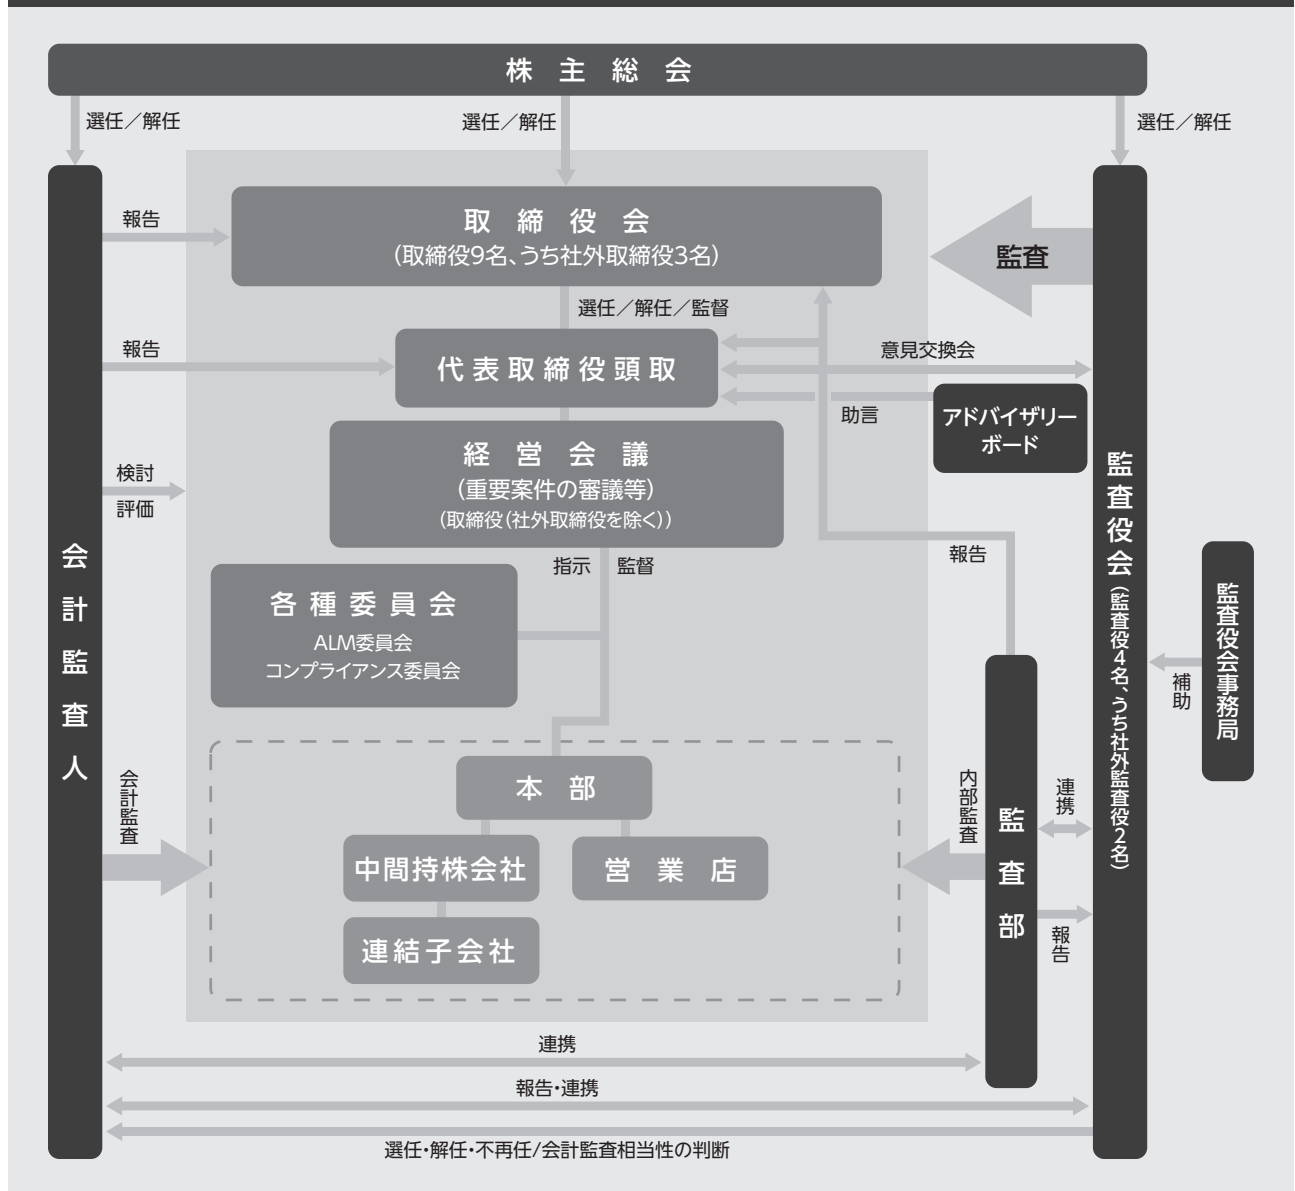 株主総会
選任／解任
選任／解任
選任／解任
取締役会
(取締役9名、うち社外取締役3名)
報告
監査
選任／解任／監督
報告
代表取締役頭取
意見交換会
助言
アドバイザリー
ボード
経営会議
(重要案件の審議等)
(取締役(社外取締役を除く))
検討
評価
指示
監督
報告
各種委員会
ALM委員会
コンプライアンス委員会
会計監査人
監査役会(監査役4名、うち社外監査役2名)
監査役会事務局
補助
本部
中間持株会社
営業店
連結子会社
会計監査
内部監査
監査部
連携
報告
連携
報告・連携
選任・解任・不再任/会計監査相当性の判断